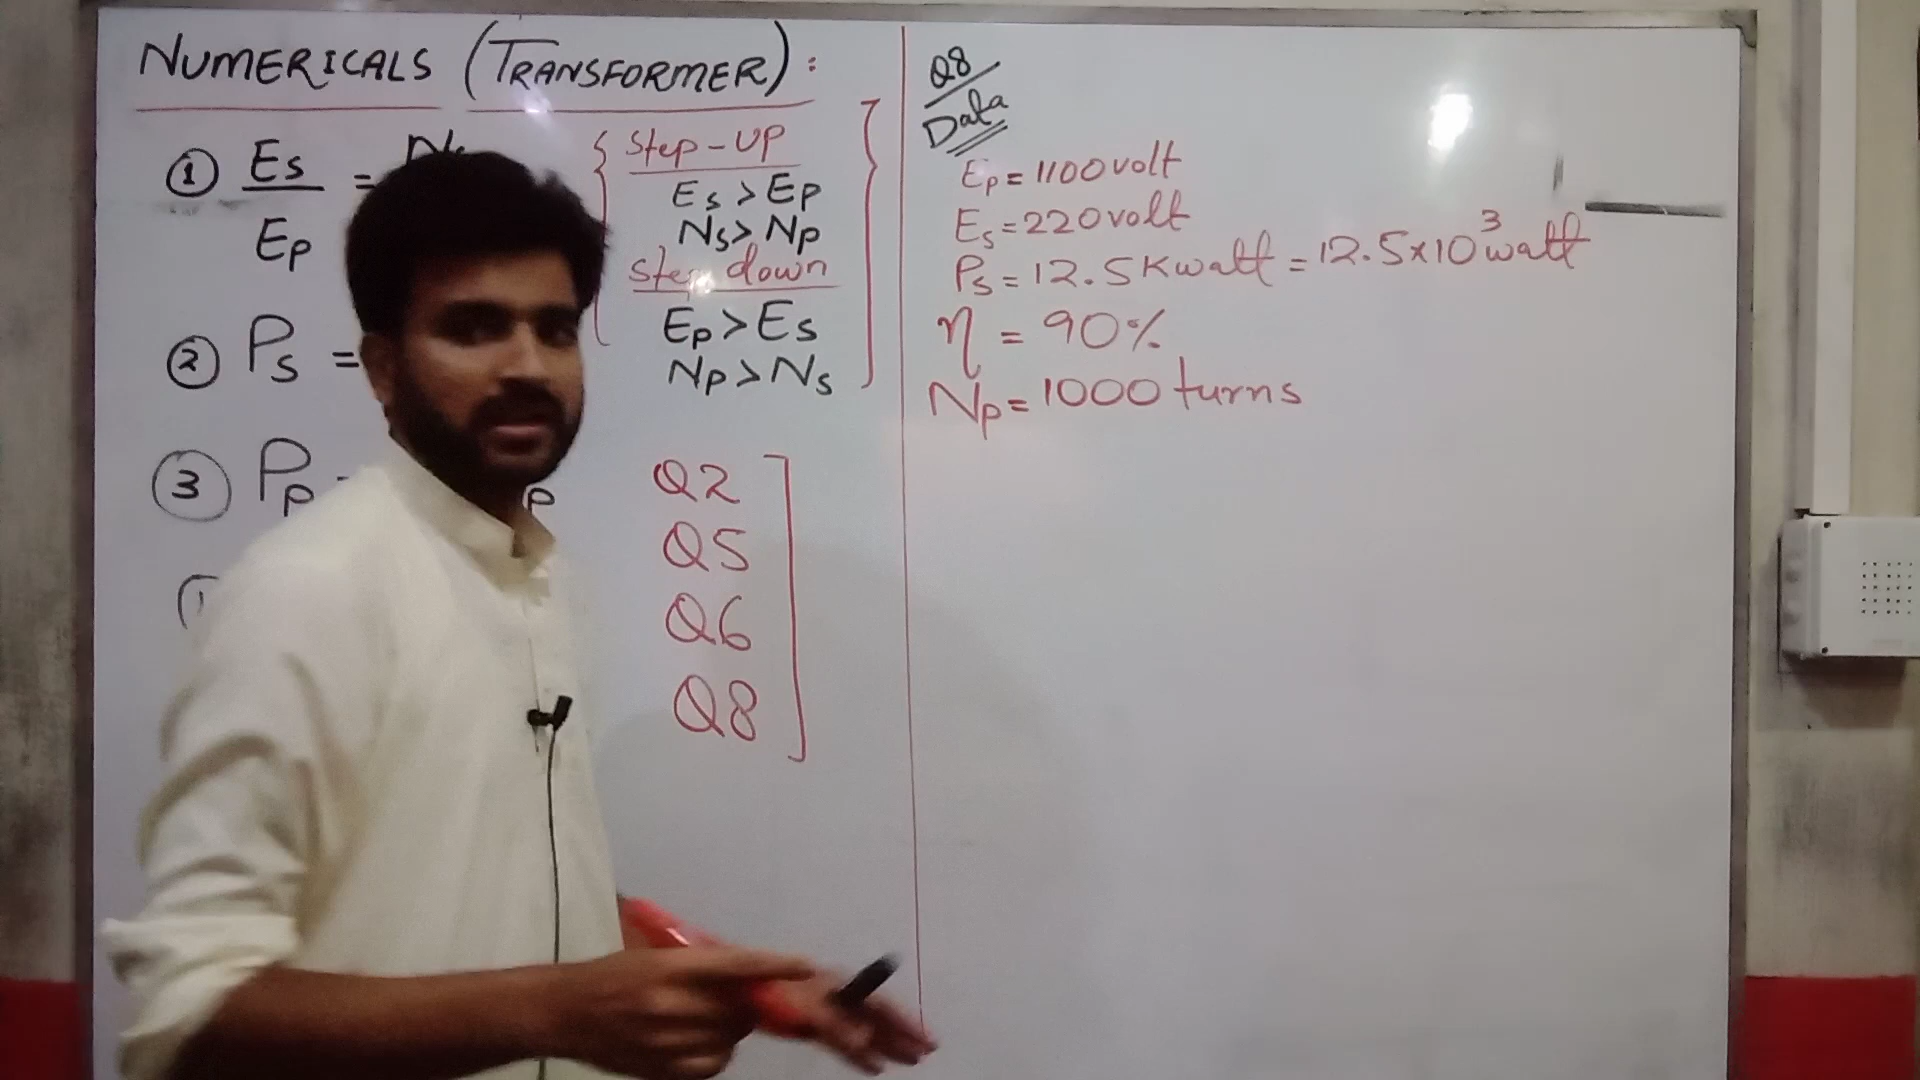 NUMERICALS (TRANSFORMER) :
① Es / Ep =
② Ps =
③ Pp =
Step-UP
Es > Ep
Ns > Np
Step down
Ep > Es
Np > Ns
Q2
Q5
Q6
Q8
Q8
Data
Ep = 1100 volt
Es = 220 volt
Ps = 12.5 Kwatt = 12.5×10³ watt
η = 90%
Np = 1000 turns